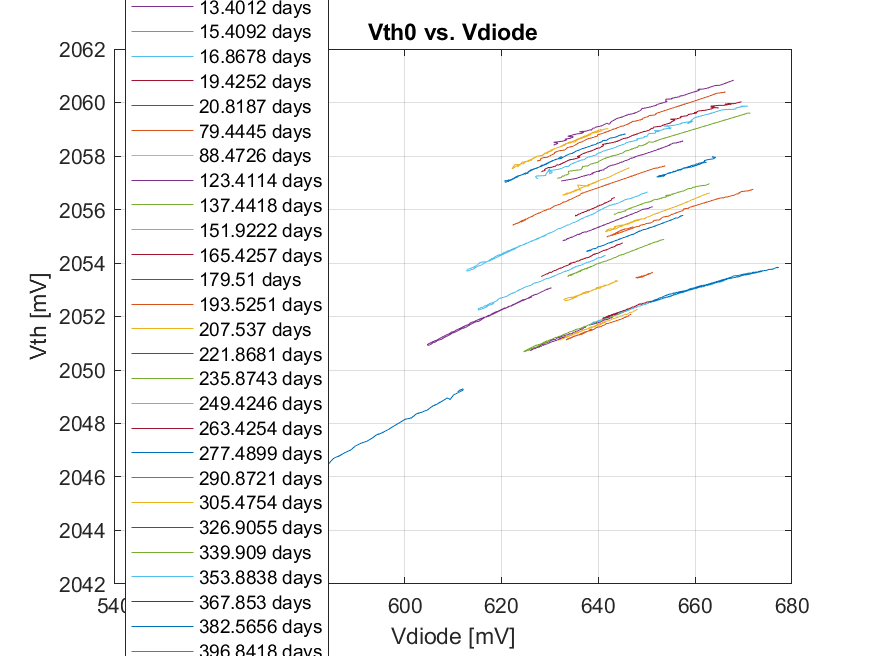 Vth0 vs. Vdiode
13.4012 days
15.4092 days
16.8678 days
19.4252 days
20.8187 days
79.4445 days
88.4726 days
123.4114 days
137.4418 days
151.9222 days
165.4257 days
179.51 days
193.5251 days
207.537 days
221.8681 days
235.8743 days
249.4246 days
263.4254 days
277.4899 days
290.8721 days
305.4754 days
326.9055 days
339.909 days
353.8838 days
367.853 days
382.5656 days
396.8418 days
Vth [mV]
2062
2060
2058
2056
2054
2052
2050
2048
2046
2044
2042
540 600 620 640 660 680
Vdiode [mV]